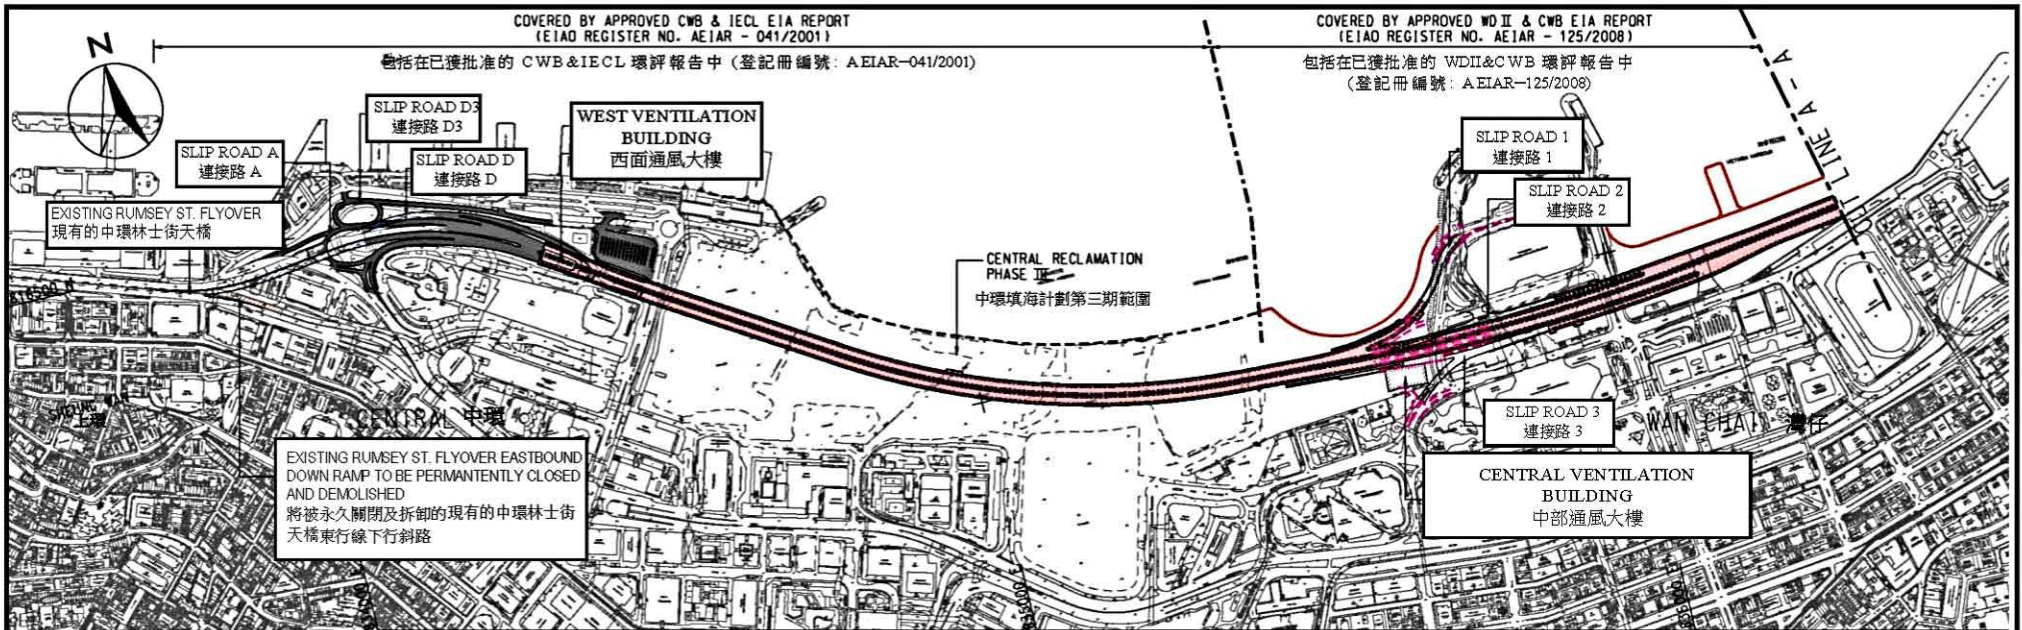 COVERED BY APPROVED CWB & IECL EIA REPORT
(EIAO REGISTER NO. AEIAR - 041/2001)
包括在已獲批准的 CWB&IECL 環評報告中 (登記冊編號: AEIAR-041/2001)
COVERED BY APPROVED WDII & CWB EIA REPORT
(EIAO REGISTER NO. AEIAR - 125/2008)
包括在已獲批准的 WDII&CWB 環評報告中
(登記冊編號: AEIAR-125/2008)
N
SLIP ROAD D3
連接路 D3
WEST VENTILATION
BUILDING
西面通風大樓
SLIP ROAD A
連接路 A
SLIP ROAD D
連接路 D
SLIP ROAD 1
連接路 1
SLIP ROAD 2
連接路 2
LINE A-A
EXISTING RUMSEY ST. FLYOVER
現有的中環林士街天橋
CENTRAL RECLAMATION
PHASE III
中環填海計劃第三期範圍
816500 N
上環
CENTRAL 中環
SLIP ROAD 3
連接路 3
WAN CHAI 灣仔
EXISTING RUMSEY ST. FLYOVER EASTBOUND
DOWN RAMP TO BE PERMANTENTLY CLOSED
AND DEMOLISHED
將被永久關閉及拆卸的現有的中環林士街
天橋東行線下行斜路
CENTRAL VENTILATION
BUILDING
中部通風大樓